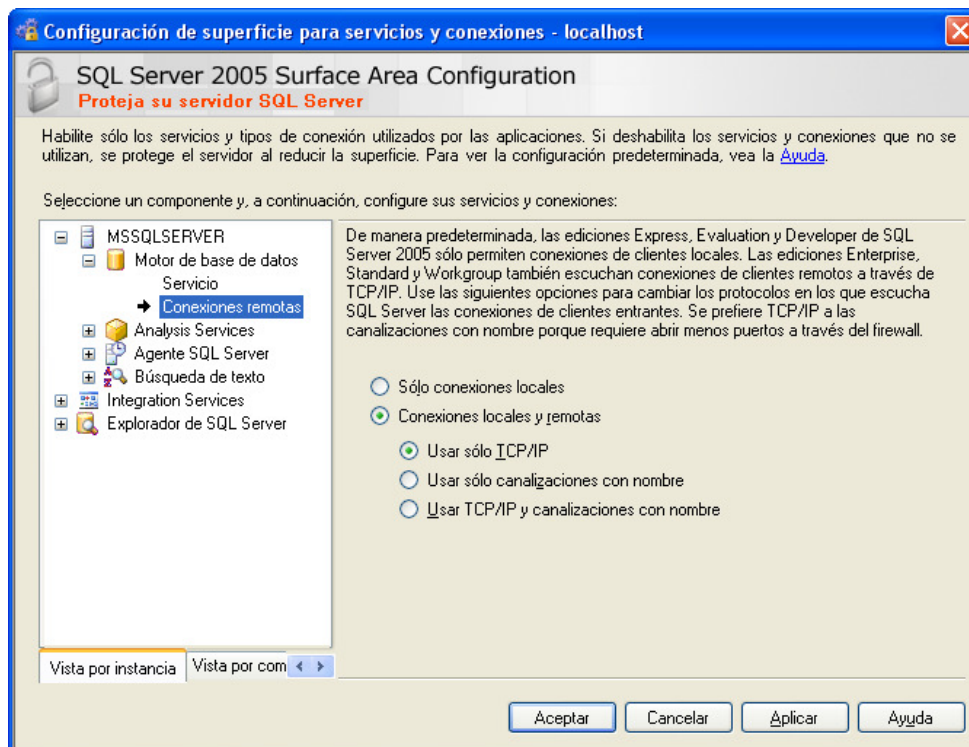 Configuración de superficie para servicios y conexiones - localhost
SQL Server 2005 Surface Area Configuration
Proteja su servidor SQL Server
Habilite sólo los servicios y tipos de conexión utilizados por las aplicaciones. Si deshabilita los servicios y conexiones que no se
utilizan, se protege el servidor al reducir la superficie. Para ver la configuración predeterminada, vea la Ayuda.
Seleccione un componente y, a continuación, configure sus servicios y conexiones:
MSSQLSERVER
Motor de base de datos
Servicio
Conexiones remotas
Analysis Services
Agente SQL Server
Búsqueda de texto
Integration Services
Explorador de SQL Server
Vista por instancia
Vista por com
De manera predeterminada, las ediciones Express, Evaluation y Developer de SQL
Server 2005 sólo permiten conexiones de clientes locales. Las ediciones Enterprise,
Standard y Workgroup también escuchan conexiones de clientes remotos a través de
TCP/IP. Use las siguientes opciones para cambiar los protocolos en los que escucha
SQL Server las conexiones de clientes entrantes. Se prefiere TCP/IP a las
canalizaciones con nombre porque requiere abrir menos puertos a través del firewall.
Sólo conexiones locales
Conexiones locales y remotas
Usar sólo TCP/IP
Usar sólo canalizaciones con nombre
Usar TCP/IP y canalizaciones con nombre
Aceptar
Cancelar
Aplicar
Ayuda